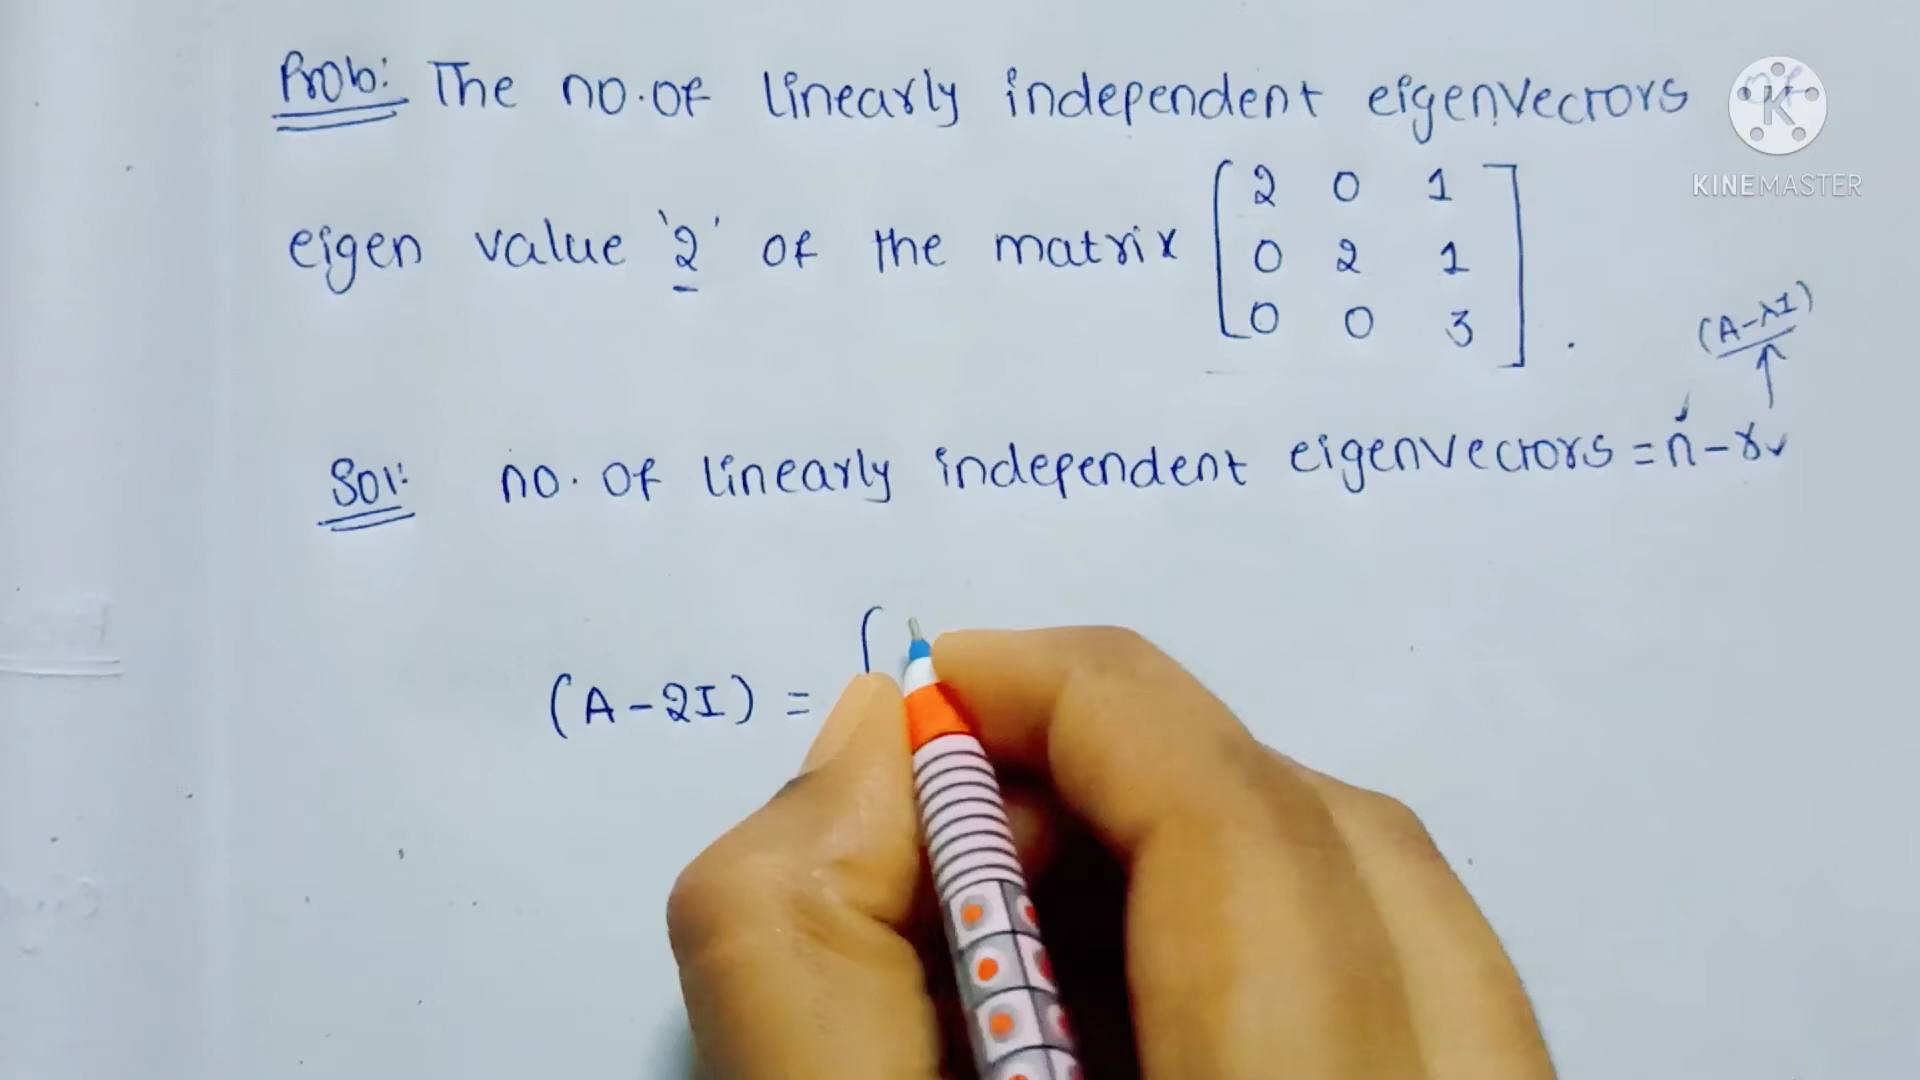 Prob: The no. of linearly independent eigenvectors of
KINEMASTER
eigen value '2' of the matrix [2 0 1
0 2 1
0 0 3].
(A-λI)
Sol: no. of linearly independent eigenvectors = n - r
(A-2I) = [